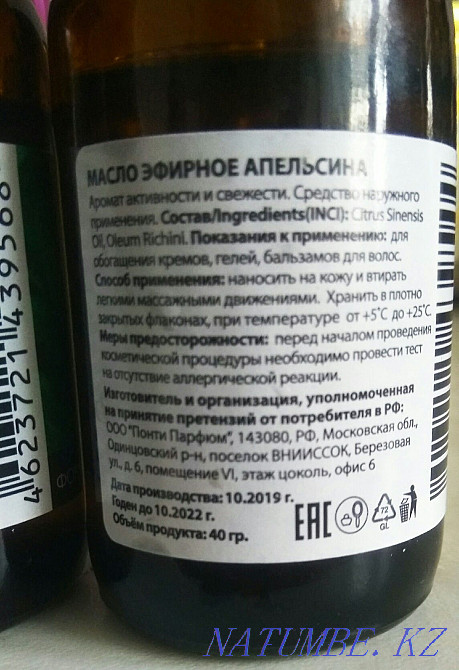 МАСЛО ЭФИРНОЕ АПЕЛЬСИНА
Аромат активности и свежести. Средство наружного
применения. Состав/Ingredients(INCI): Citrus Sinensis
Oil, Oleum Richini. Показания к применению: для
обогащения кремов, гелей, бальзамов для волос.
Способ применения: наносить на кожу и втирать
легкими массажными движениями. Хранить в плотно
закрытых флаконах, при температуре от +5°C до +25°C.
Меры предосторожности: перед началом проведения
косметической процедуры необходимо провести тест
на отсутствие аллергической реакции.
Изготовитель и организация, уполномоченная
на принятие претензий от потребителя в РФ:
ООО "Понти Парфюм", 143080, РФ, Московская обл.,
Одинцовский р-н, поселок ВНИИССОК, Березовая
ул., д. 6, помещение VI, этаж цоколь, офис 6
Дата производства: 10.2019 г.
Годен до 10.2022 г.
Объём продукта: 40 гр.
EAC
72
GL
4623721439500
NATUMBE.KZ